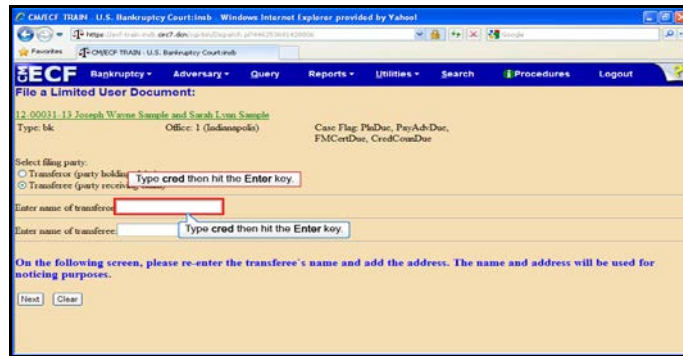 CM/ECF TRAIN - U.S. Bankruptcy Court:insb - Windows Internet Explorer provided by Yahoo!
Favorites CM/ECF TRAIN - U.S. Bankruptcy Court:insb
CM ECF Bankruptcy Adversary Query Reports Utilities Search Procedures Logout ?
File a Limited User Document:
12-00031-13 Joseph Wayne Sample and Sarah Lynn Sample
Type: bk Office: 1 (Indianapolis) Case Flag: PlnDue, PayAdvDue,
FMCertDue, CredCounDue
Select filing party:
Transferor (party holding
Type cred then hit the Enter key.
Transferee (party receiving
Enter name of transferor
Type cred then hit the Enter key.
Enter name of transferee:
On the following screen, please re-enter the transferee's name and add the address. The name and address will be used for
noticing purposes.
Next Clear